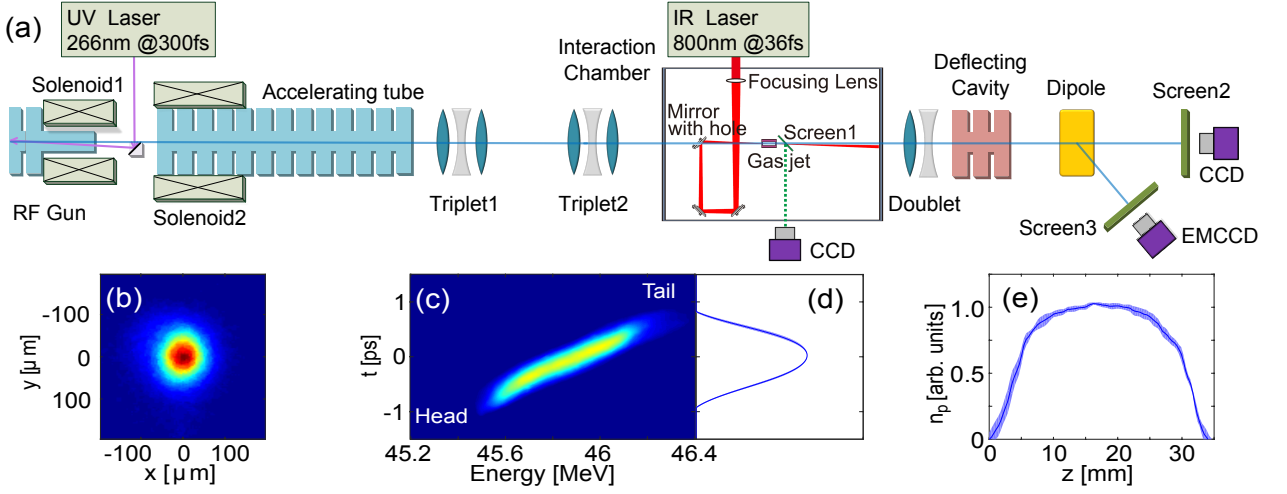 (a)
UV Laser
266nm @300fs
Solenoid1
Accelerating tube
RF Gun
Solenoid2
Triplet1
Triplet2
Interaction
Chamber
IR Laser
800nm @36fs
Focusing Lens
Mirror
with hole
Screen1
Gas jet
CCD
Doublet
Deflecting
Cavity
Dipole
Screen2
CCD
Screen3
EMCCD
(b)
y [µm]
-100
0
100
-100 0 100
x [µm]
(c)
Tail
Head
t [ps]
1
0
-1
45.2 45.6 46 46.4
Energy [MeV]
(d)
(e)
n_p [arb. units]
1.0
0.5
0
0 10 20 30
z [mm]